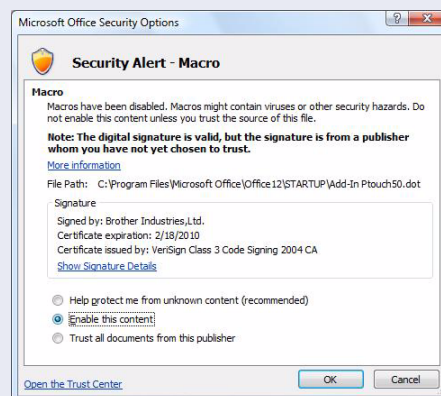 Microsoft Office Security Options
Security Alert - Macro
Macro
Macros have been disabled. Macros might contain viruses or other security hazards. Do
not enable this content unless you trust the source of this file.
Note: The digital signature is valid, but the signature is from a publisher
whom you have not yet chosen to trust.
More information
File Path: C:\Program Files\Microsoft Office\Office12\STARTUP\Add-In Ptouch50.dot
Signature
Signed by: Brother Industries,Ltd.
Certificate expiration: 2/18/2010
Certificate issued by: VeriSign Class 3 Code Signing 2004 CA
Show Signature Details
Help protect me from unknown content (recommended)
Enable this content
Trust all documents from this publisher
Open the Trust Center
OK
Cancel